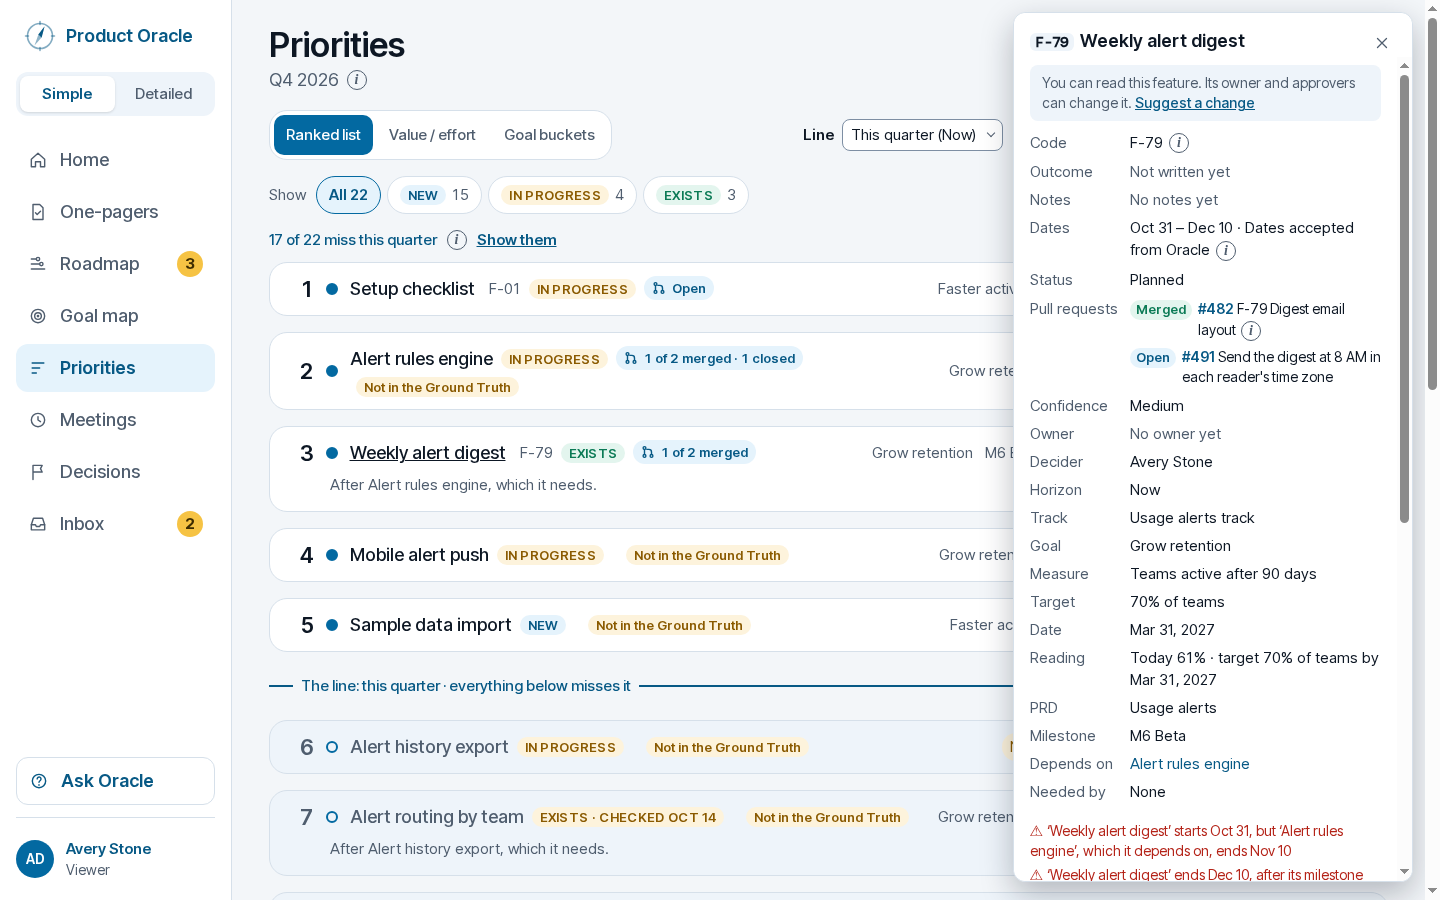 Product Oracle
Simple
Detailed
Home
One-pagers
Roadmap 3
Goal map
Priorities
Meetings
Decisions
Inbox 2
Ask Oracle
AD
Avery Stone
Viewer
Priorities
Q4 2026 i
Ranked list
Value / effort
Goal buckets
Line This quarter (Now)
Show All 22 NEW 15 IN PROGRESS 4 EXISTS 3
17 of 22 miss this quarter i Show them
1 Setup checklist F-01 IN PROGRESS Open
2 Alert rules engine IN PROGRESS 1 of 2 merged · 1 closed
Not in the Ground Truth
3 Weekly alert digest F-79 EXISTS 1 of 2 merged Grow retention M6
After Alert rules engine, which it needs.
4 Mobile alert push IN PROGRESS Not in the Ground Truth Grow
5 Sample data import NEW Not in the Ground Truth Faster
The line: this quarter · everything below misses it
6 Alert history export IN PROGRESS Not in the Ground Truth
7 Alert routing by team EXISTS · CHECKED OCT 14 Not in the Ground Truth Grow
After Alert history export, which it needs.
F-79 Weekly alert digest
You can read this feature. Its owner and approvers
can change it. Suggest a change
Code F-79 i
Outcome Not written yet
Notes No notes yet
Dates Oct 31 – Dec 10 · Dates accepted
from Oracle i
Status Planned
Pull requests Merged #482 F-79 Digest email
layout i
Open #491 Send the digest at 8 AM in
each reader's time zone
Confidence Medium
Owner No owner yet
Decider Avery Stone
Horizon Now
Track Usage alerts track
Goal Grow retention
Measure Teams active after 90 days
Target 70% of teams
Date Mar 31, 2027
Reading Today 61% · target 70% of teams by
Mar 31, 2027
PRD Usage alerts
Milestone M6 Beta
Depends on Alert rules engine
Needed by None
⚠ ‘Weekly alert digest’ starts Oct 31, but ‘Alert rules
engine’, which it depends on, ends Nov 10
⚠ ‘Weekly alert digest’ ends Dec 10, after its milestone